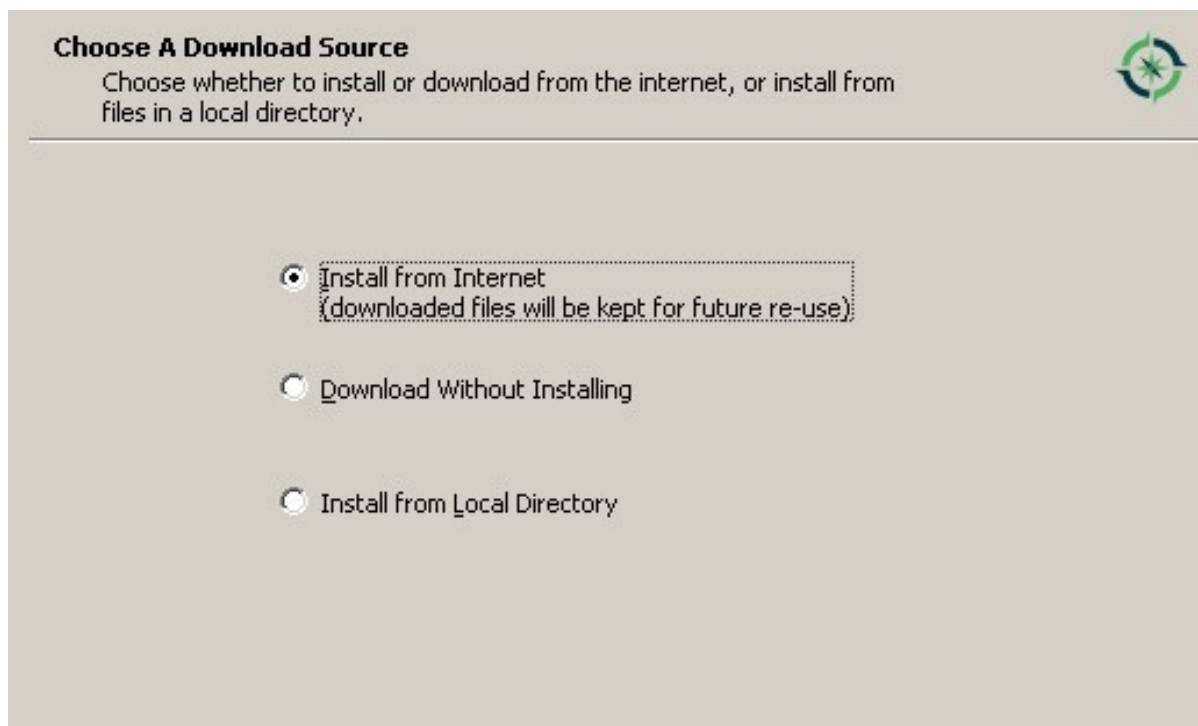 Choose A Download Source
Choose whether to install or download from the internet, or install from
files in a local directory.
Install from Internet
(downloaded files will be kept for future re-use)
Download Without Installing
Install from Local Directory